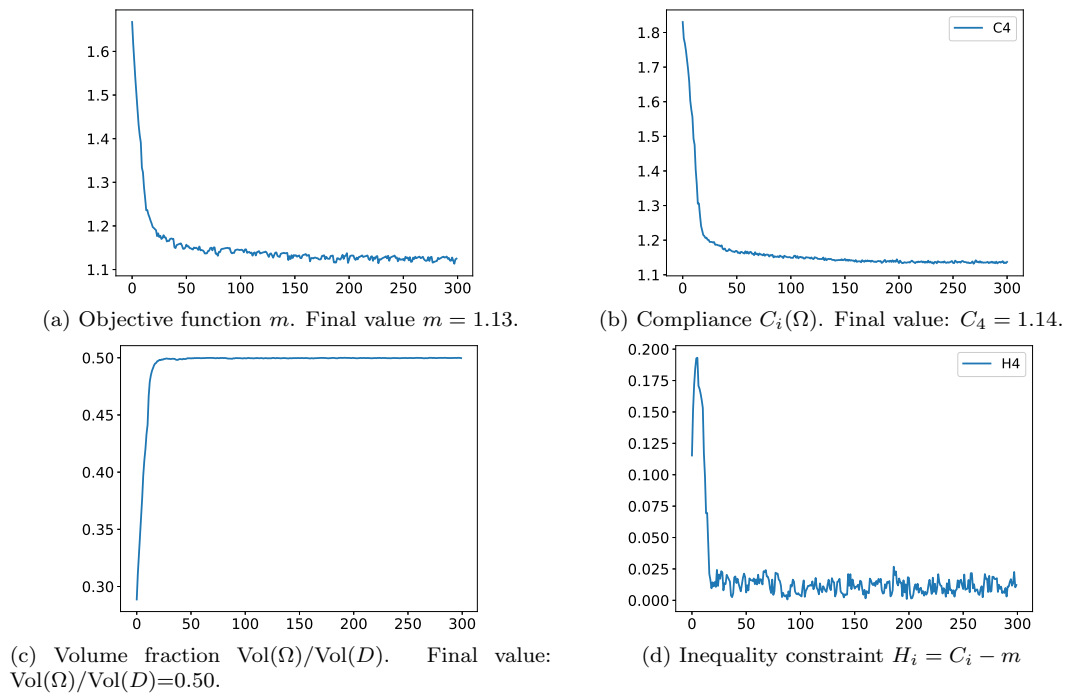 1.6
1.5
1.4
1.3
1.2
1.1
0 50 100 150 200 250 300
(a) Objective function m. Final value m = 1.13.
C4
1.8
1.7
1.6
1.5
1.4
1.3
1.2
1.1
0 50 100 150 200 250 300
(b) Compliance Cᵢ(Ω). Final value: C₄ = 1.14.
0.50
0.45
0.40
0.35
0.30
0 50 100 150 200 250 300
(c) Volume fraction Vol(Ω)/Vol(D). Final value:
Vol(Ω)/Vol(D)=0.50.
H4
0.200
0.175
0.150
0.125
0.100
0.075
0.050
0.025
0.000
0 50 100 150 200 250 300
(d) Inequality constraint Hᵢ = Cᵢ − m